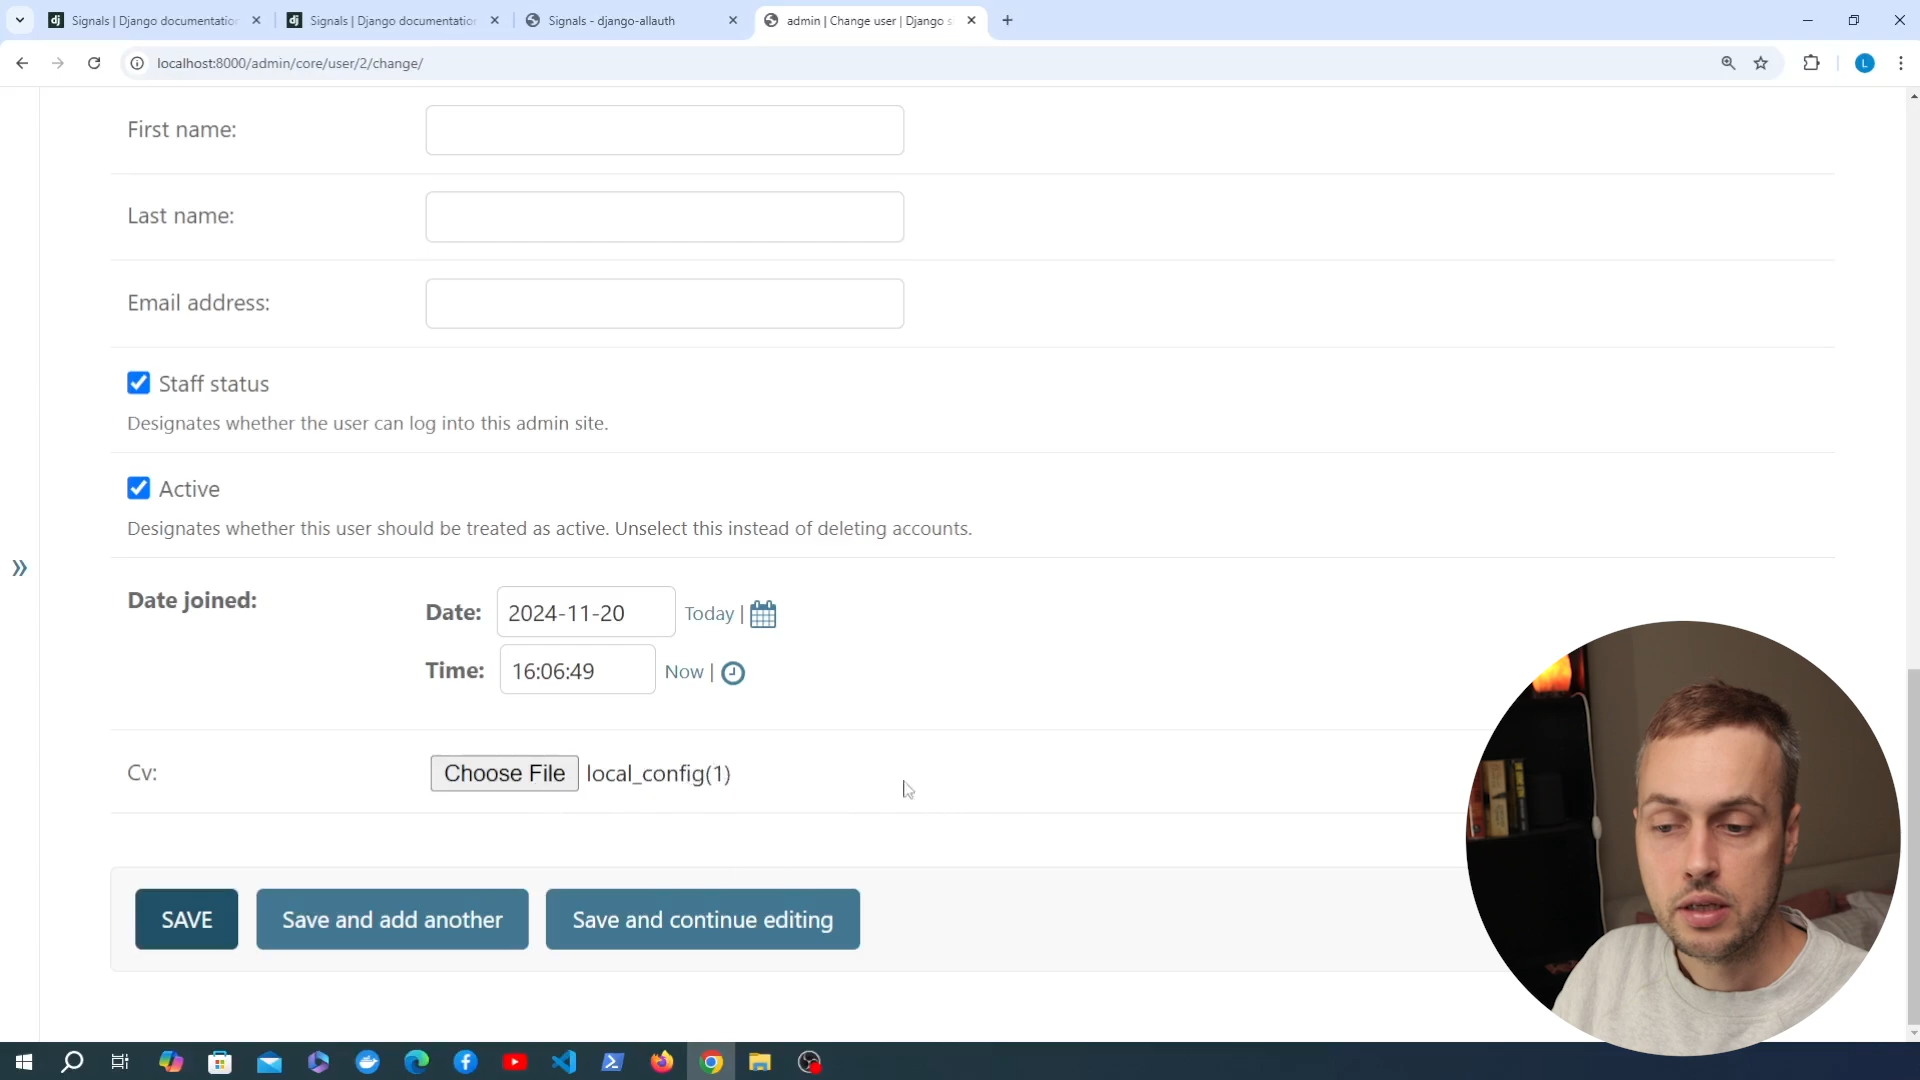 Signals | Django documentatio
Signals | Django documentation
Signals - django-allauth
admin | Change user | Django s
localhost:8000/admin/core/user/2/change/
L
First name:
Last name:
Email address:
Staff status
Designates whether the user can log into this admin site.
Active
Designates whether this user should be treated as active. Unselect this instead of deleting accounts.
Date joined:
Date: 2024-11-20 Today |
Time: 16:06:49 Now |
Cv: Choose File local_config(1)
SAVE Save and add another Save and continue editing